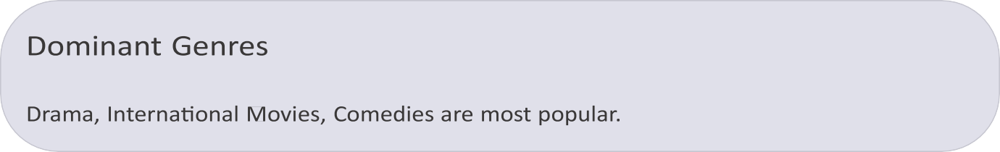 Dominant Genres
Drama, International Movies, Comedies are most popular.